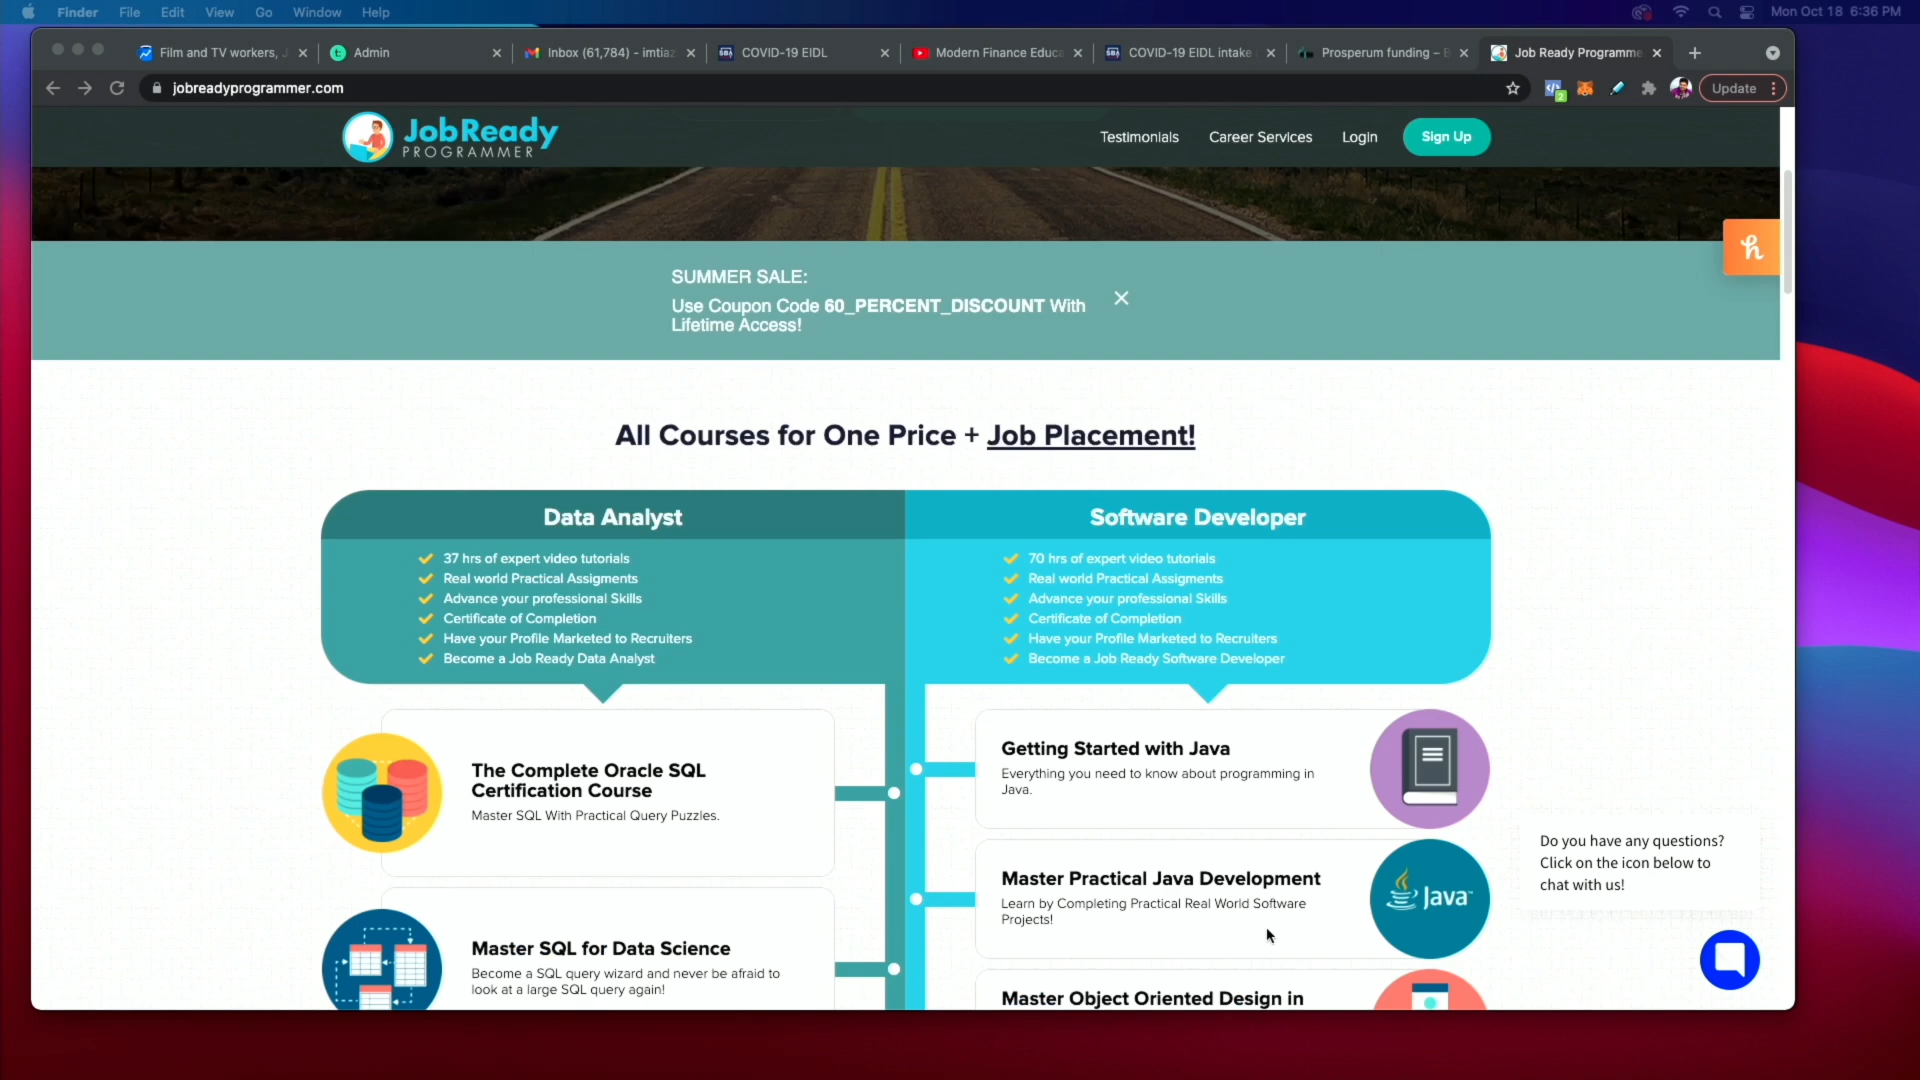 Finder File Edit View Go Window Help
Mon Oct 18 6:36 PM
Film and TV workers,
Admin
Inbox (61,784) - imtiaz
COVID-19 EIDL
Modern Finance Educa
COVID-19 EIDL intake
Prosperum funding –
Job Ready Programme
jobreadyprogrammer.com
2
Update
JobReady
PROGRAMMER
Testimonials Career Services Login Sign Up
SUMMER SALE:
Use Coupon Code 60_PERCENT_DISCOUNT With
Lifetime Access!
All Courses for One Price + Job Placement!
Data Analyst
37 hrs of expert video tutorials
Real world Practical Assigments
Advance your professional Skills
Certificate of Completion
Have your Profile Marketed to Recruiters
Become a Job Ready Data Analyst
Software Developer
70 hrs of expert video tutorials
Real world Practical Assigments
Advance your professional Skills
Certificate of Completion
Have your Profile Marketed to Recruiters
Become a Job Ready Software Developer
The Complete Oracle SQL
Certification Course
Master SQL With Practical Query Puzzles.
Master SQL for Data Science
Become a SQL query wizard and never be afraid to
look at a large SQL query again!
Getting Started with Java
Everything you need to know about programming in
Java.
Master Practical Java Development
Learn by Completing Practical Real World Software
Projects!
Java
Master Object Oriented Design in
Do you have any questions?
Click on the icon below to
chat with us!